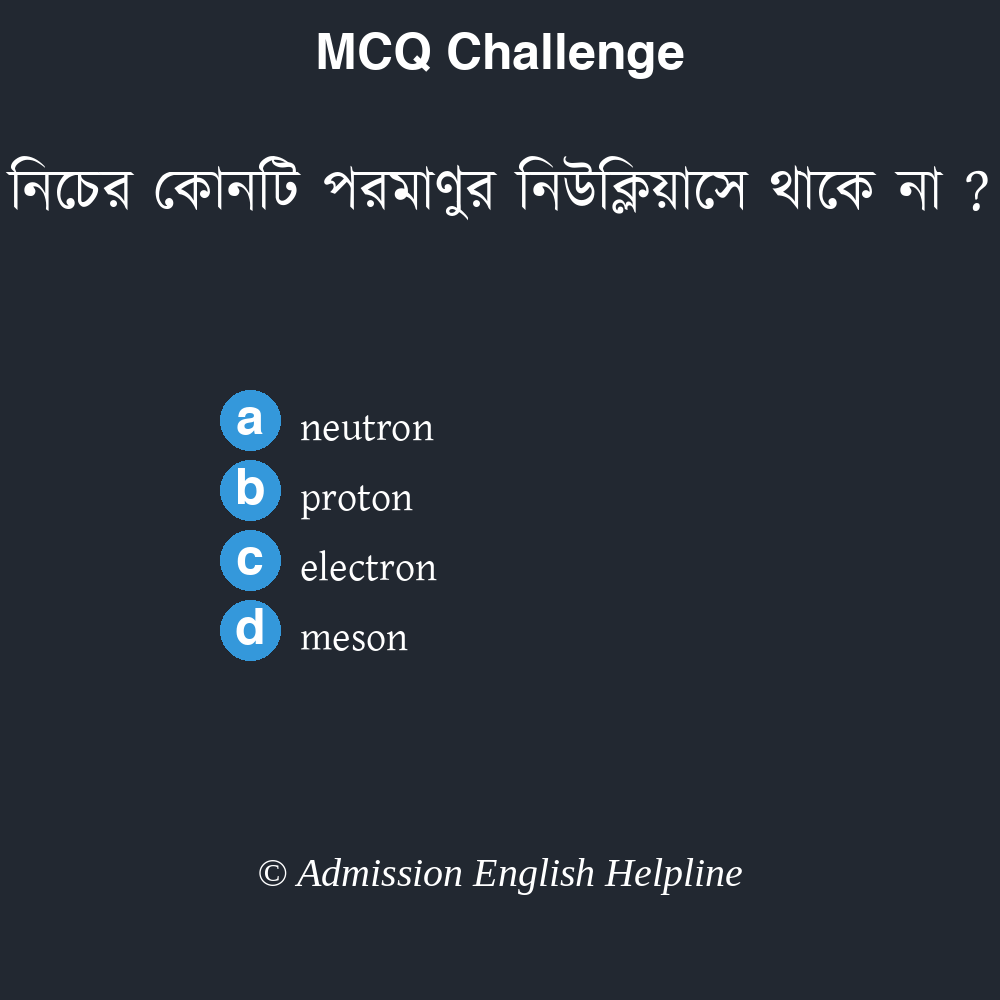 MCQ Challenge
নিচের কোনটি পরমাণুর নিউক্লিয়াসে থাকে না ?
a neutron
b proton
c electron
d meson
© Admission English Helpline